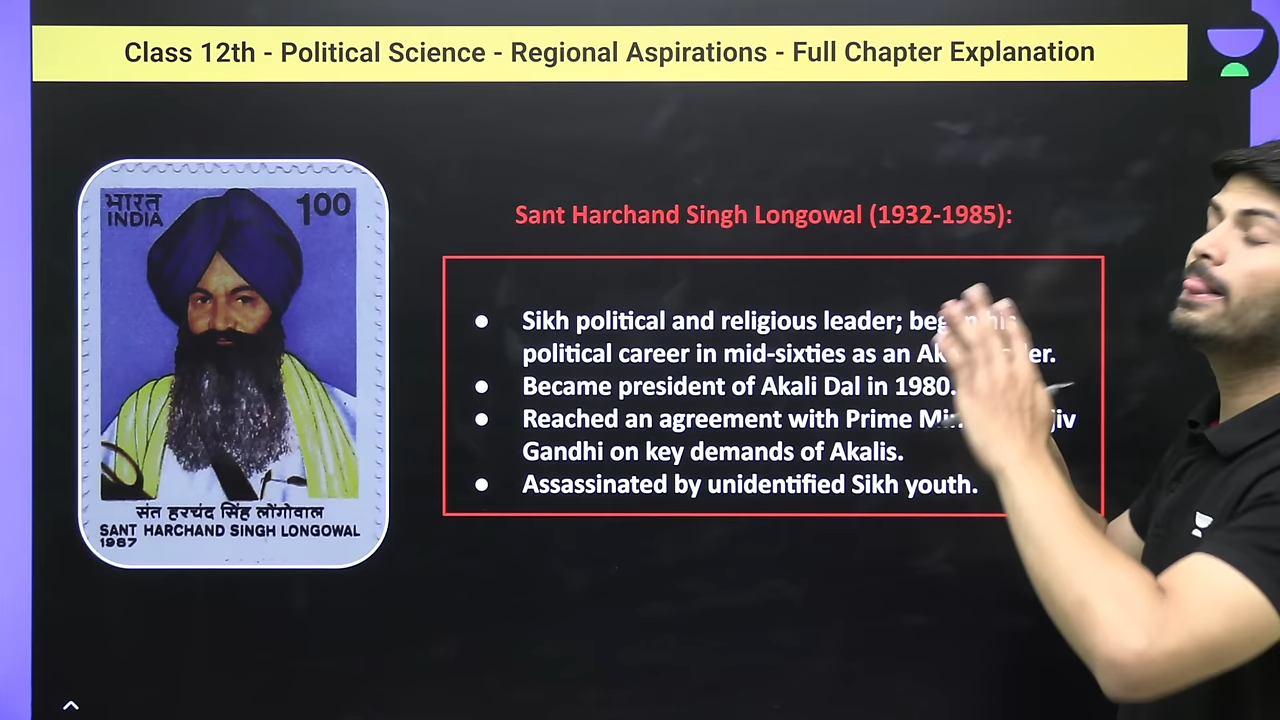 Class 12th - Political Science - Regional Aspirations - Full Chapter Explanation
भारत
INDIA
1 00
संत हरचंद सिंह लौंगोवाल
SANT HARCHAND SINGH LONGOWAL
1987
Sant Harchand Singh Longowal (1932-1985):
● Sikh political and religious leader;
political career in mid-sixties as an
● Became president of Akali Dal in 1980.
● Reached an agreement with Prime
Gandhi on key demands of Akalis.
● Assassinated by unidentified Sikh youth.